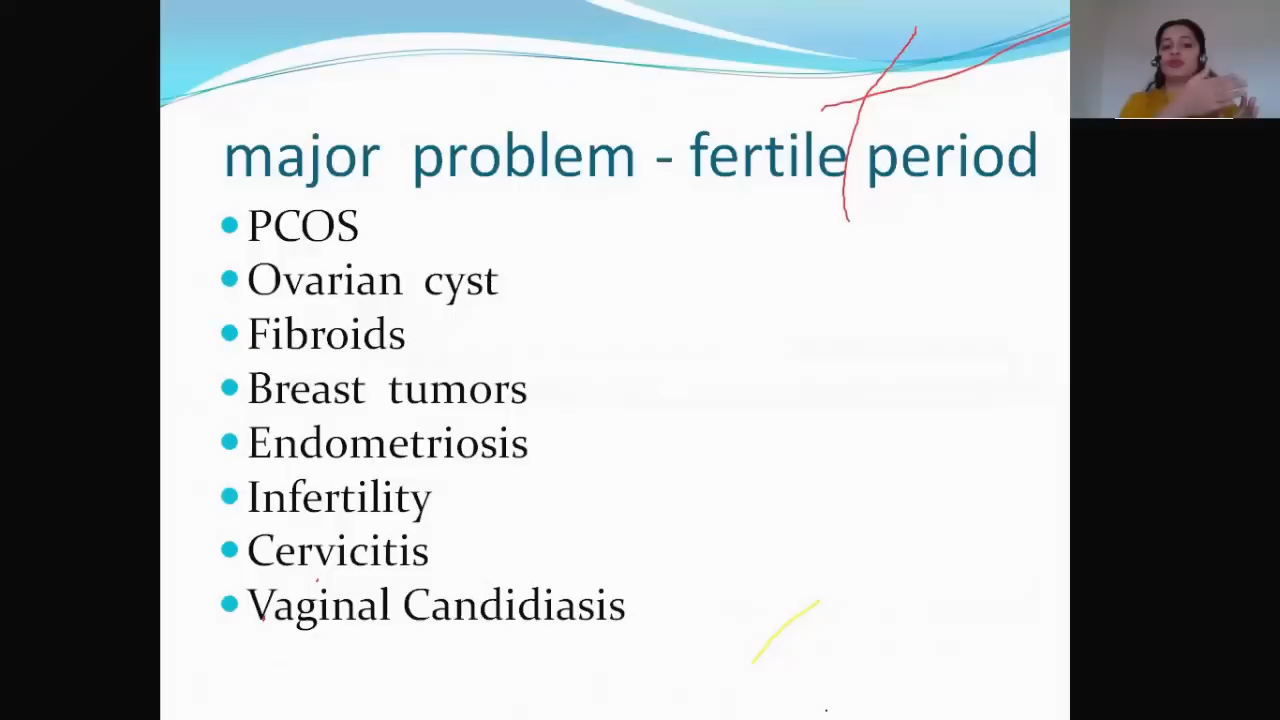 major problem - fertile period
PCOS
Ovarian cyst
Fibroids
Breast tumors
Endometriosis
Infertility
Cervicitis
Vaginal Candidiasis